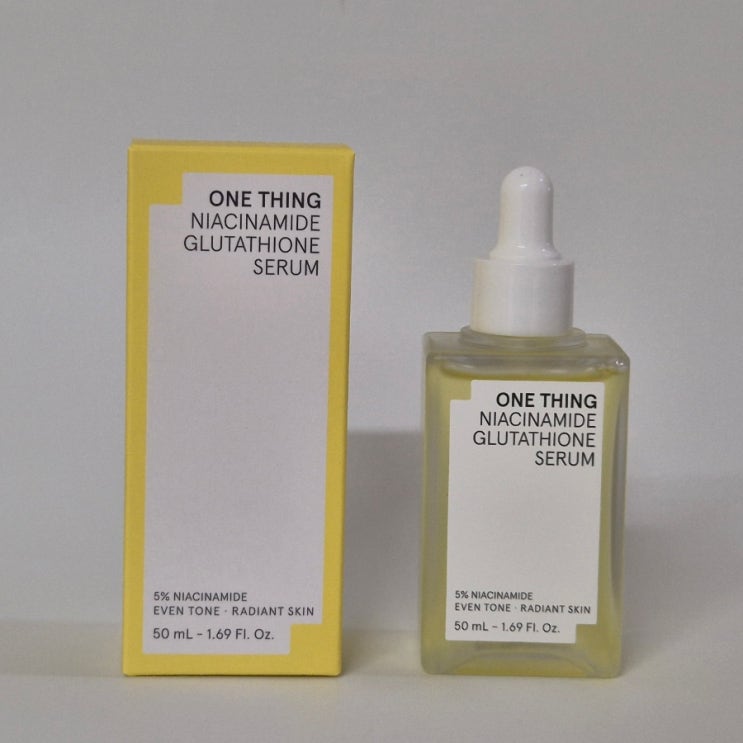 ONE THING
NIACINAMIDE
GLUTATHIONE
SERUM
5% NIACINAMIDE
EVEN TONE · RADIANT SKIN
50 mL – 1.69 Fl. Oz.
ONE THING
NIACINAMIDE
GLUTATHIONE
SERUM
5% NIACINAMIDE
EVEN TONE · RADIANT SKIN
50 mL – 1.69 Fl. Oz.